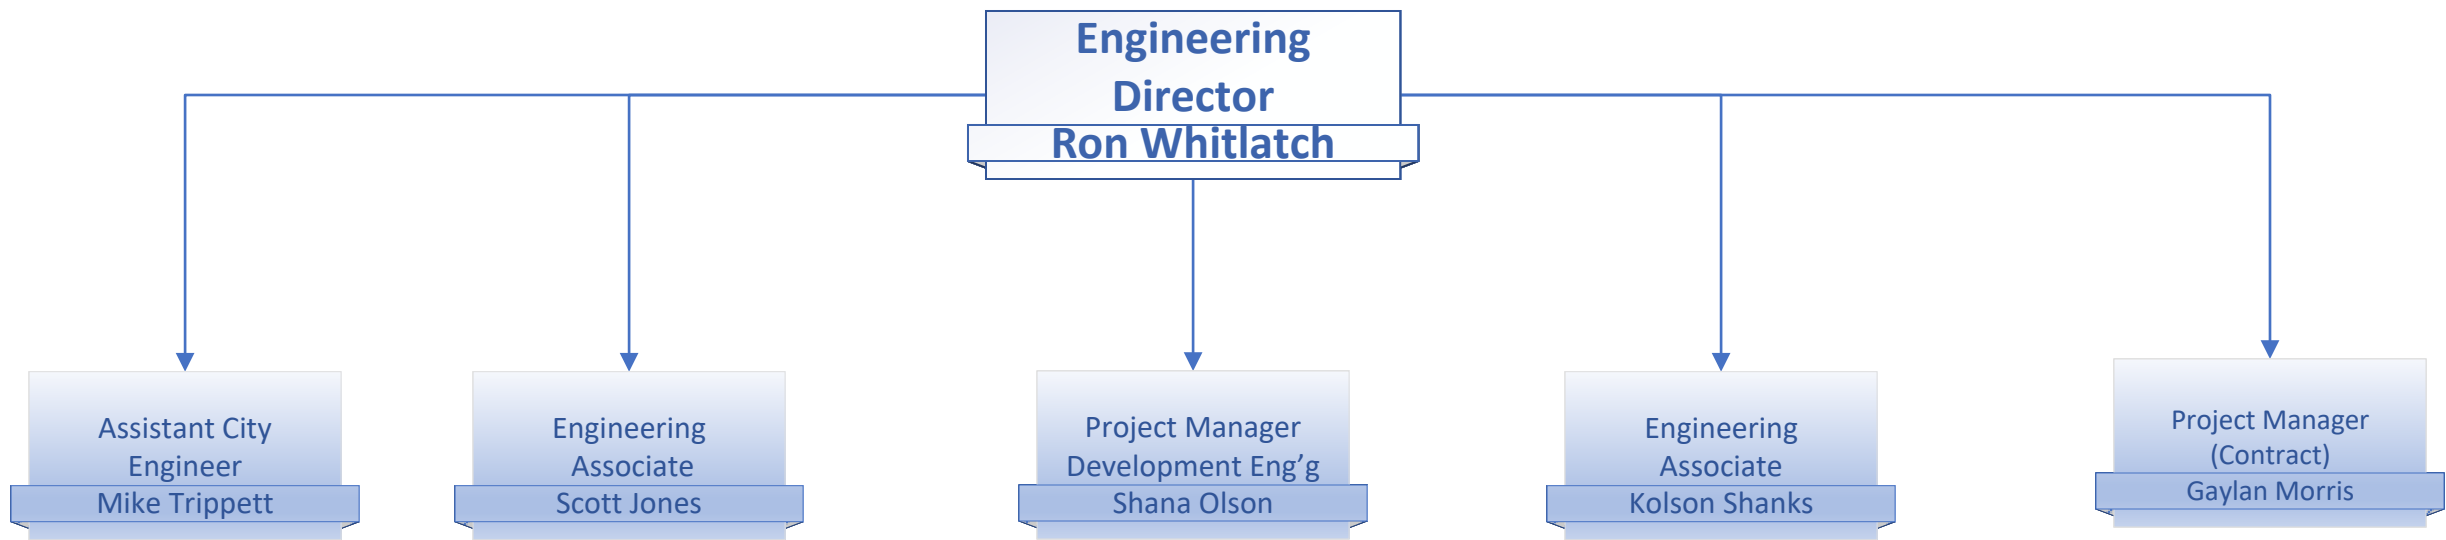 Engineering
Director
Ron Whitlatch
Assistant City
Engineer
Mike Trippett
Engineering
Associate
Scott Jones
Project Manager
Development Eng’g
Shana Olson
Engineering
Associate
Kolson Shanks
Project Manager
(Contract)
Gaylan Morris